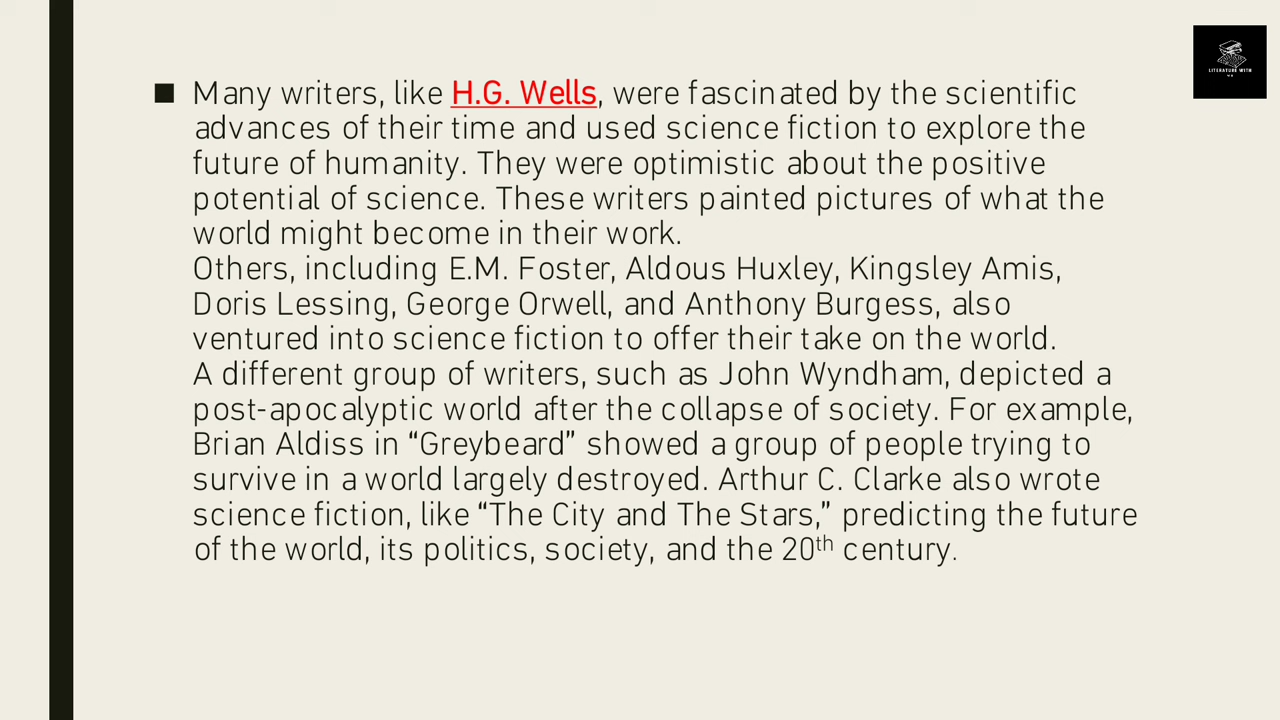 ■ Many writers, like H.G. Wells, were fascinated by the scientific
advances of their time and used science fiction to explore the
future of humanity. They were optimistic about the positive
potential of science. These writers painted pictures of what the
world might become in their work.
Others, including E.M. Foster, Aldous Huxley, Kingsley Amis,
Doris Lessing, George Orwell, and Anthony Burgess, also
ventured into science fiction to offer their take on the world.
A different group of writers, such as John Wyndham, depicted a
post-apocalyptic world after the collapse of society. For example,
Brian Aldiss in “Greybeard” showed a group of people trying to
survive in a world largely destroyed. Arthur C. Clarke also wrote
science fiction, like “The City and The Stars,” predicting the future
of the world, its politics, society, and the 20th century.
LITERATURE WITH